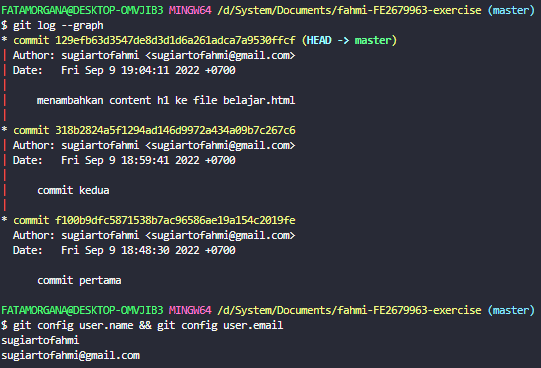 FATAMORGANA@DESKTOP-OMVJIB3 MINGW64 /d/System/Documents/fahmi-FE2679963-exercise (master)
$ git log --graph
* commit 129efb63d3547de8d3d1d6a261adca7a9530ffcf (HEAD -> master)
| Author: sugiartofahmi <sugiartofahmi@gmail.com>
| Date:   Fri Sep 9 19:04:11 2022 +0700
|
|     menambahkan content h1 ke file belajar.html
|
* commit 318b2824a5f1294ad146d9972a434a09b7c267c6
| Author: sugiartofahmi <sugiartofahmi@gmail.com>
| Date:   Fri Sep 9 18:59:41 2022 +0700
|
|     commit kedua
|
* commit f100b9dfc5871538b7ac96586ae19a154c2019fe
  Author: sugiartofahmi <sugiartofahmi@gmail.com>
  Date:   Fri Sep 9 18:48:30 2022 +0700

      commit pertama

FATAMORGANA@DESKTOP-OMVJIB3 MINGW64 /d/System/Documents/fahmi-FE2679963-exercise (master)
$ git config user.name && git config user.email
sugiartofahmi
sugiartofahmi@gmail.com